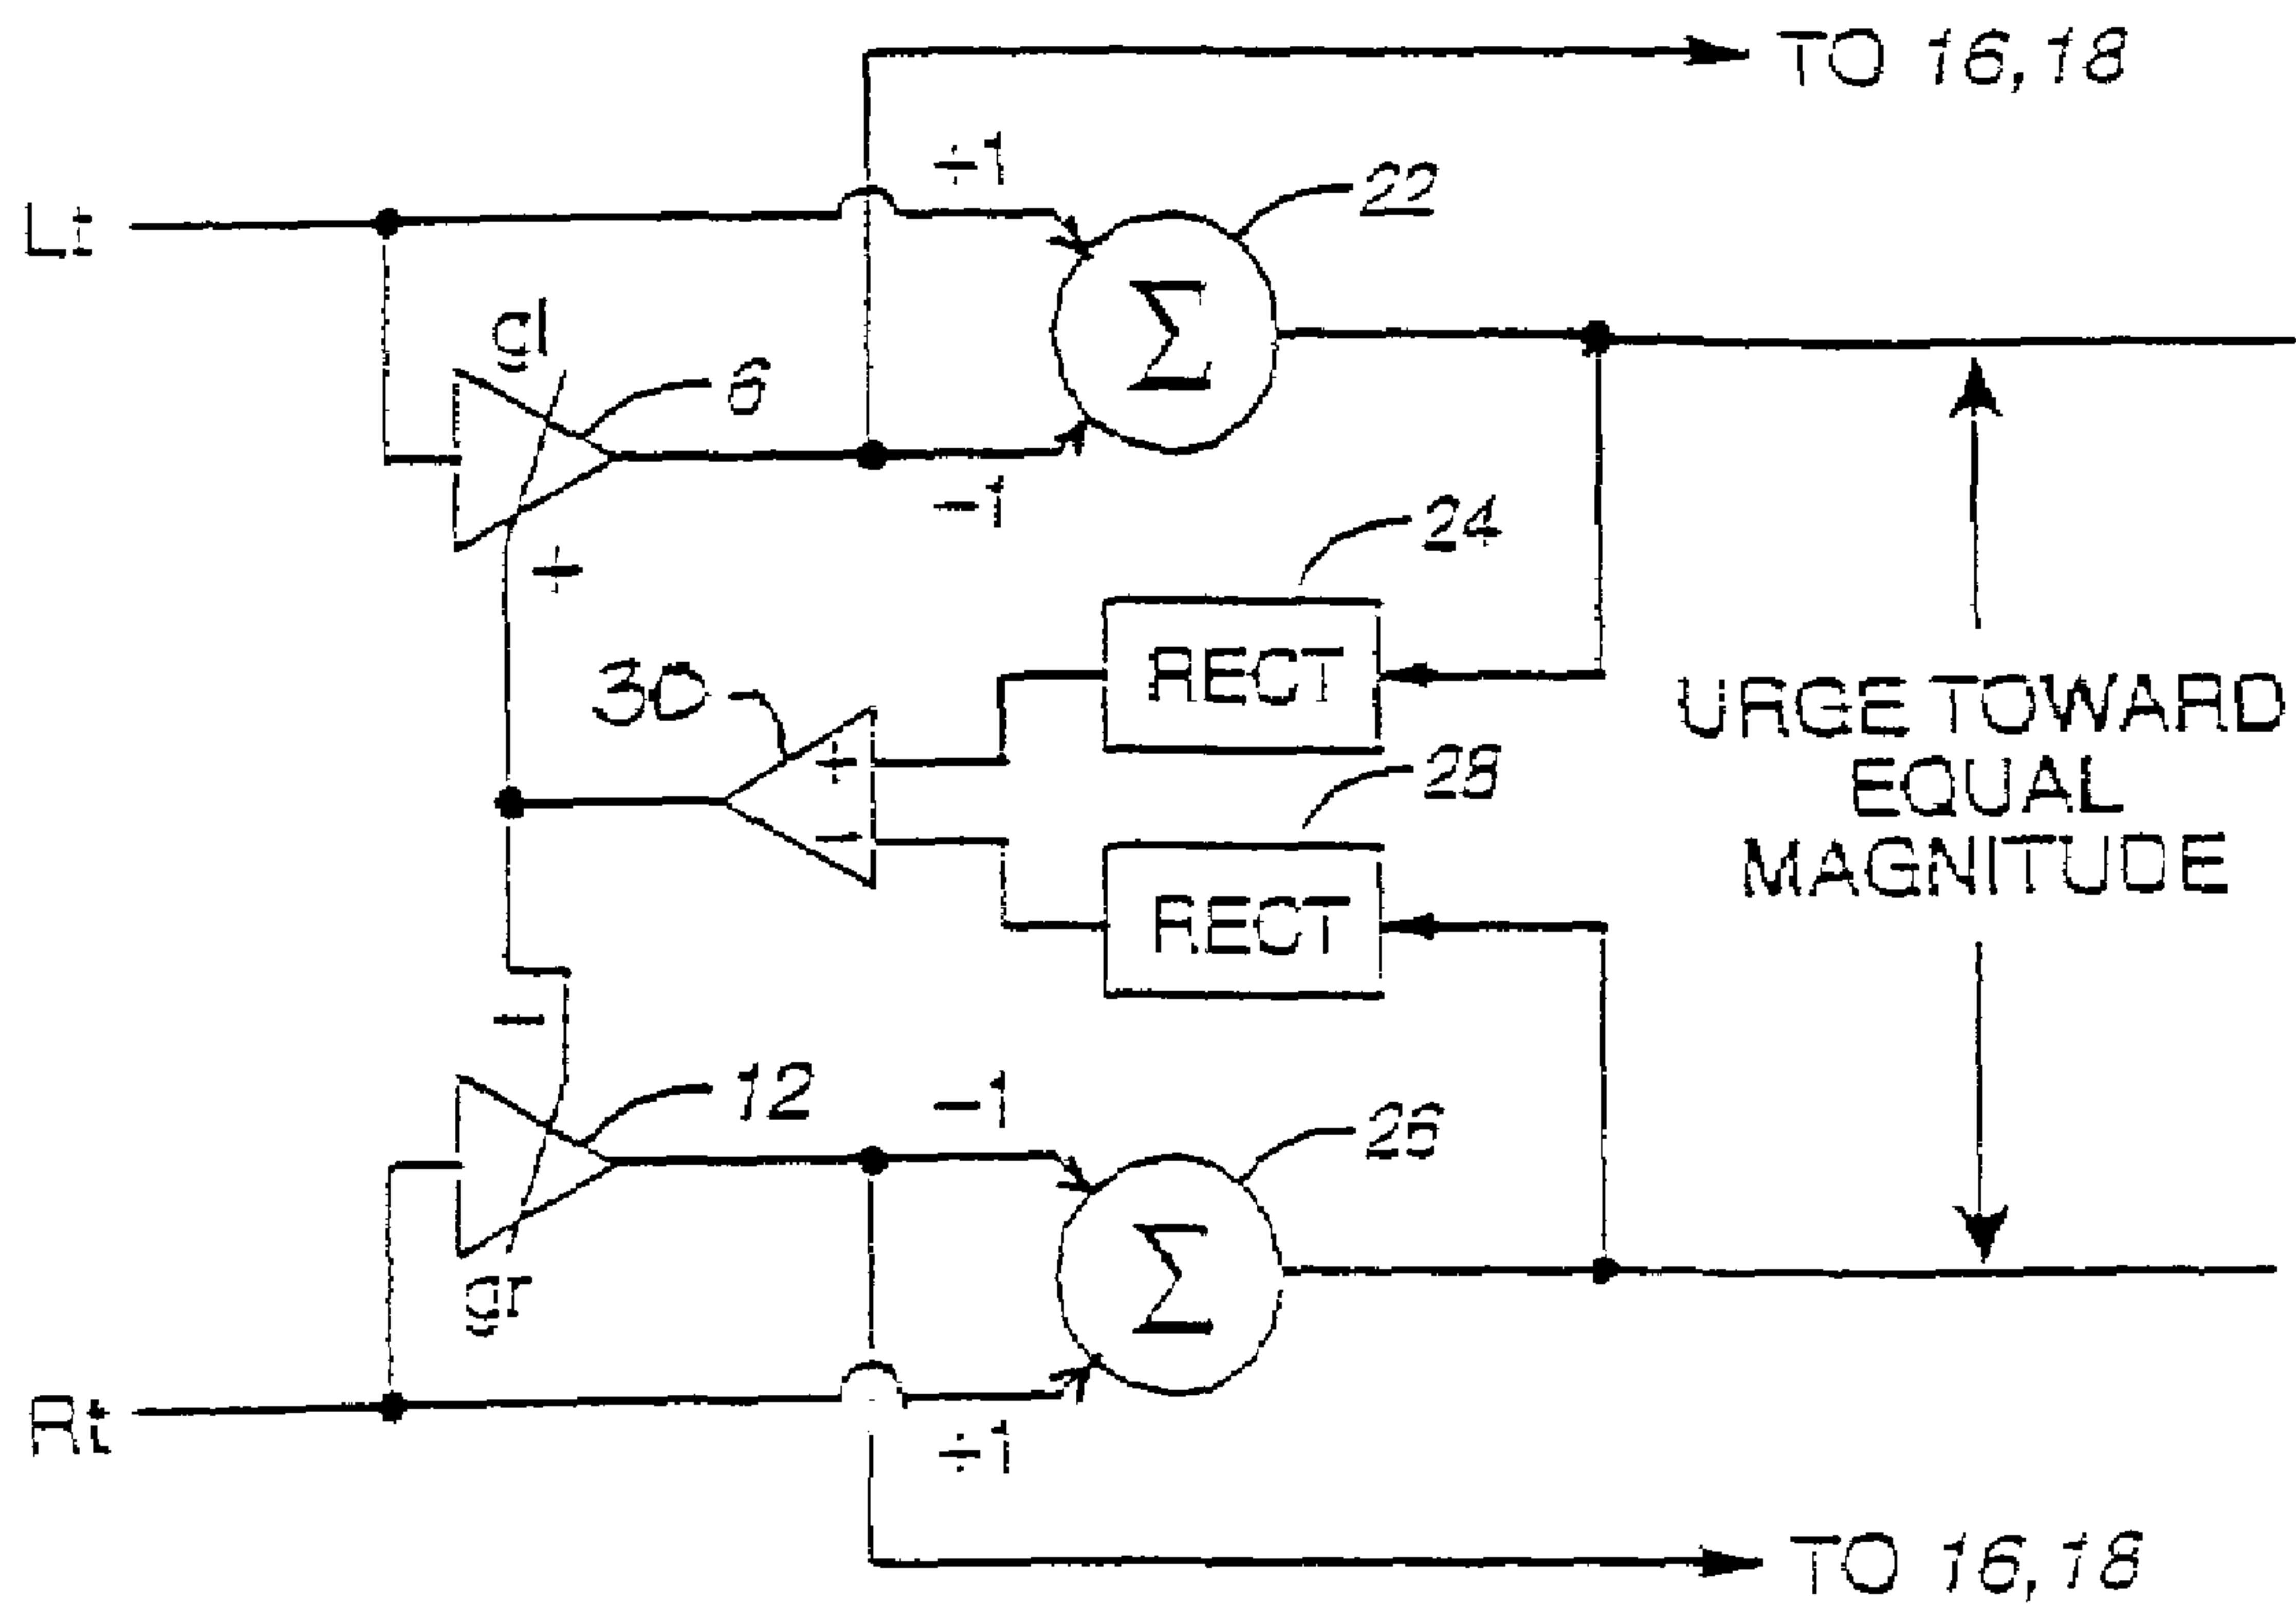 TO 16,18
+1
Lt
22
Σ
gl
6
-1
+
24
RECT
30
+
URGE TOWARD
EQUAL
MAGNITUDE
28
-
RECT
-
12
-1
26
Σ
gr
Rt
+1
TO 16,18